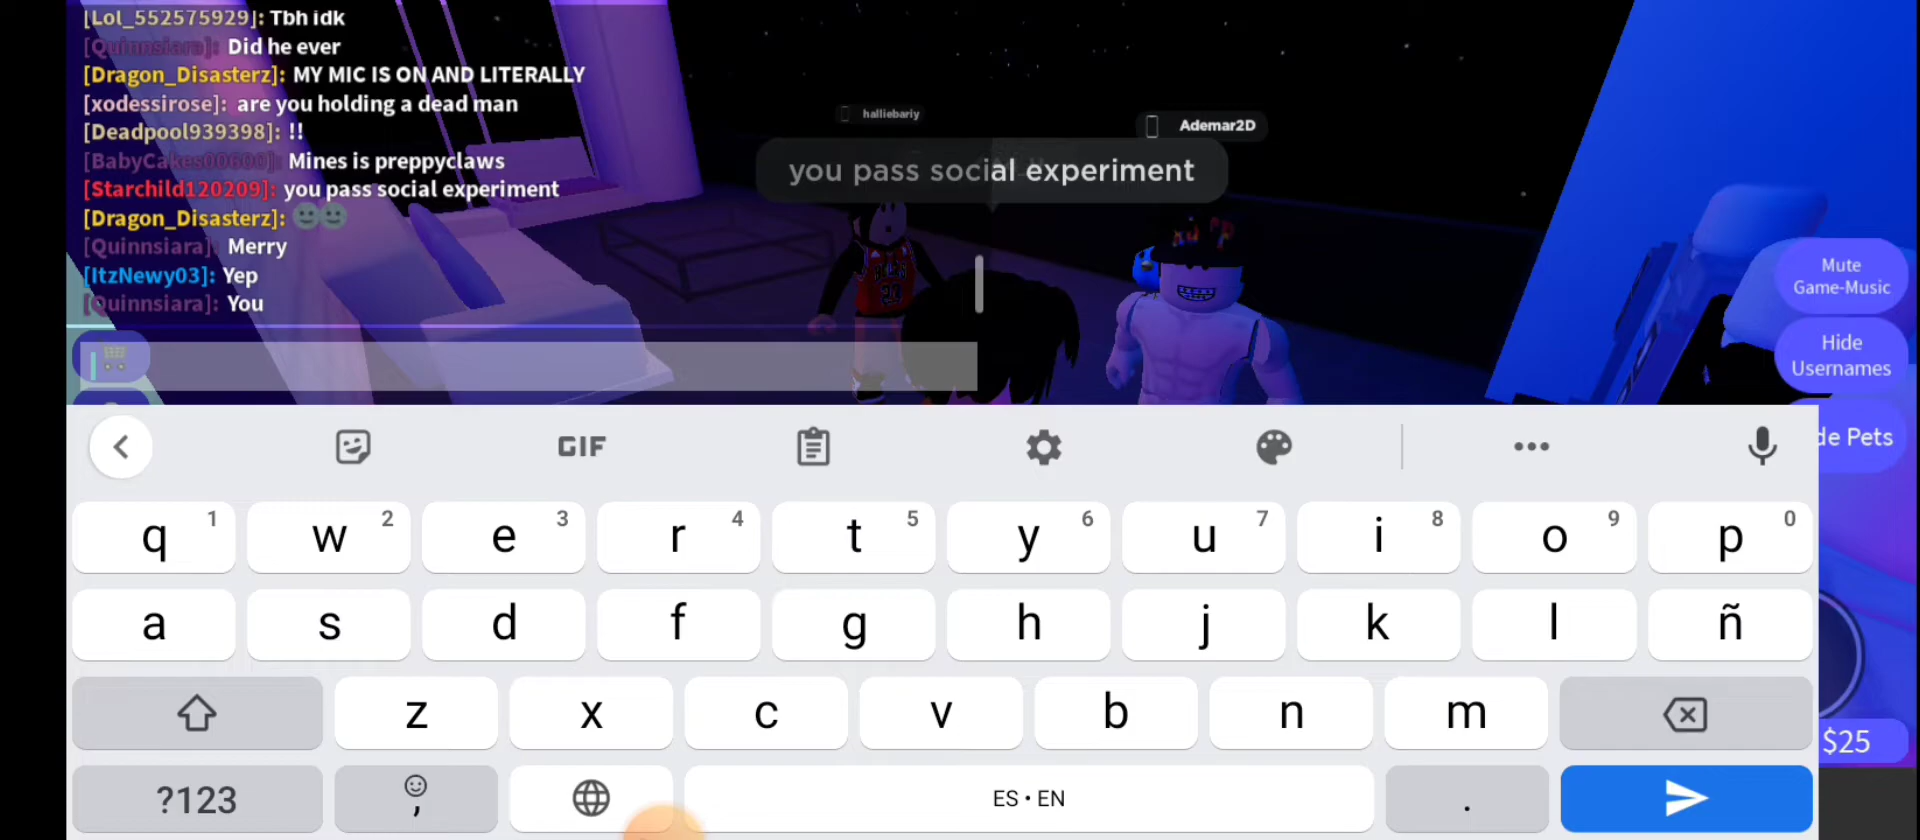 [Lol_552575929]: Tbh idk
[Quinnsiara]: Did he ever
[Dragon_Disasterz]: MY MIC IS ON AND LITERALLY
[xodessirose]: are you holding a dead man
[Deadpool939398]: !!
[BabyCakes00600]: Mines is preppyclaws
[Starchild120209]: you pass social experiment
[Dragon_Disasterz]:
[Quinnsiara]: Merry
[ItzNewy03]: Yep
[Quinnsiara]: You
halliebariy
Ademar2D
you pass social experiment
Mute
Game-Music
Hide
Usernames
de Pets
$25
GIF
q 1 w 2 e 3 r 4 t 5 y 6 u 7 i 8 o 9 p 0
a s d f g h j k l ñ
z x c v b n m
?123 , ES • EN .